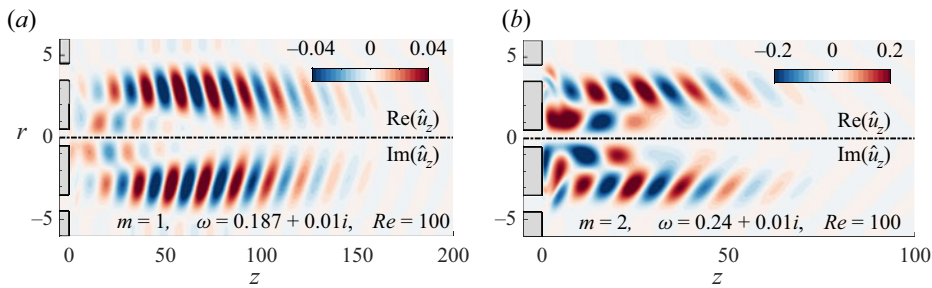 (a)
−0.04 0 0.04
5
Re(û_z)
r 0
Im(û_z)
−5
m = 1, ω = 0.187 + 0.01i, Re = 100
0 50 100 150 200
z
(b)
−0.2 0 0.2
5
Re(û_z)
0
Im(û_z)
−5
m = 2, ω = 0.24 + 0.01i, Re = 100
0 50 100
z